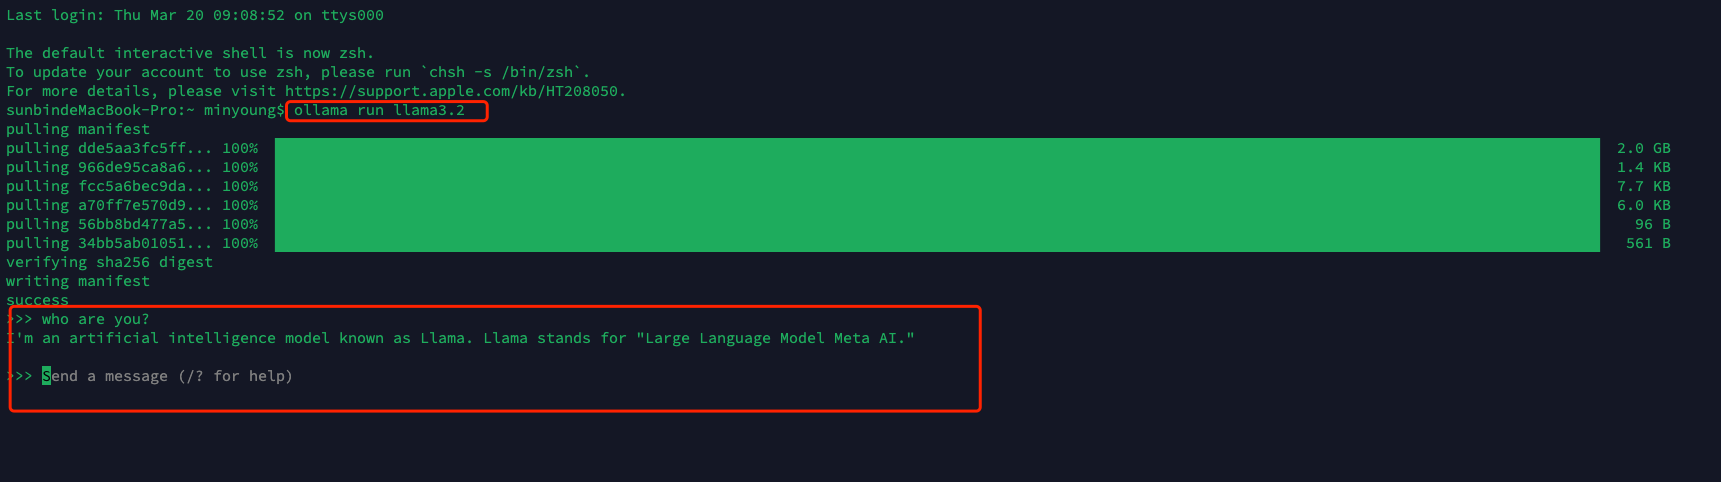 Last login: Thu Mar 20 09:08:52 on ttys000
The default interactive shell is now zsh.
To update your account to use zsh, please run `chsh -s /bin/zsh`.
For more details, please visit https://support.apple.com/kb/HT208050.
sunbindeMacBook-Pro:~ minyoung$ ollama run llama3.2
pulling manifest
pulling dde5aa3fc5ff... 100% 2.0 GB
pulling 966de95ca8a6... 100% 1.4 KB
pulling fcc5a6bec9da... 100% 7.7 KB
pulling a70ff7e570d9... 100% 6.0 KB
pulling 56bb8bd477a5... 100% 96 B
pulling 34bb5ab01051... 100% 561 B
verifying sha256 digest
writing manifest
success
>>> who are you?
I'm an artificial intelligence model known as Llama. Llama stands for "Large Language Model Meta AI."
>>> Send a message (/? for help)